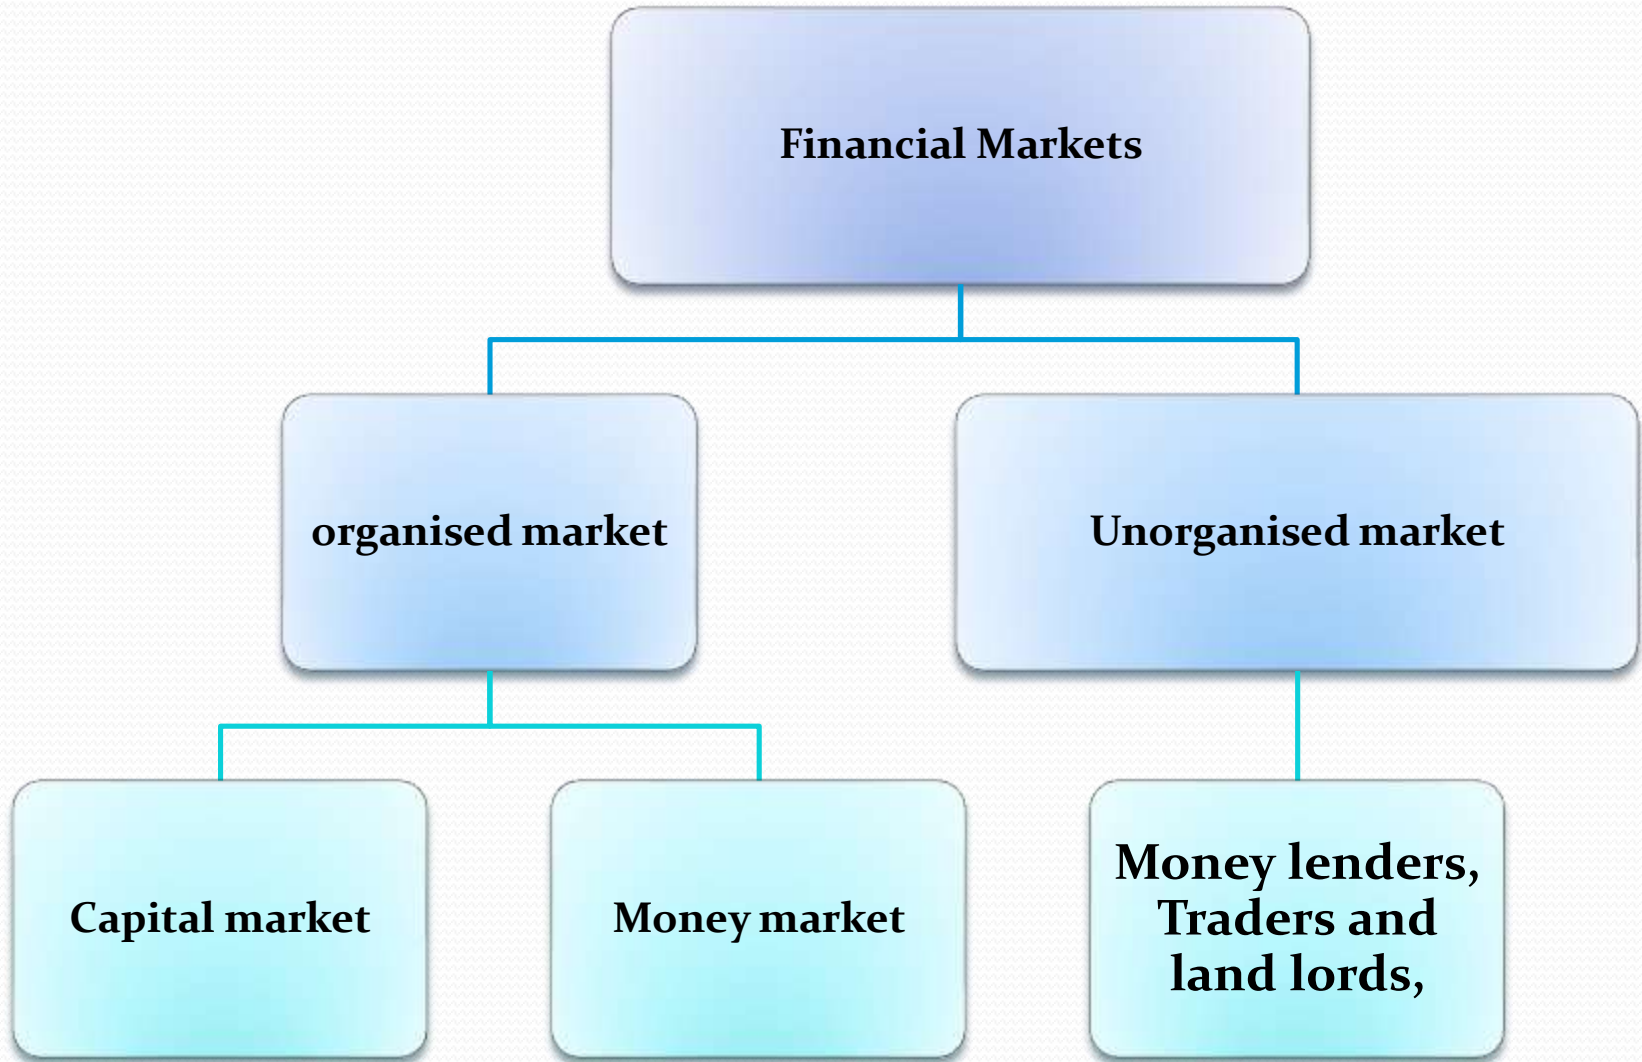 Financial Markets
organised market
Unorganised market
Capital market
Money market
Money lenders,
Traders and
land lords,